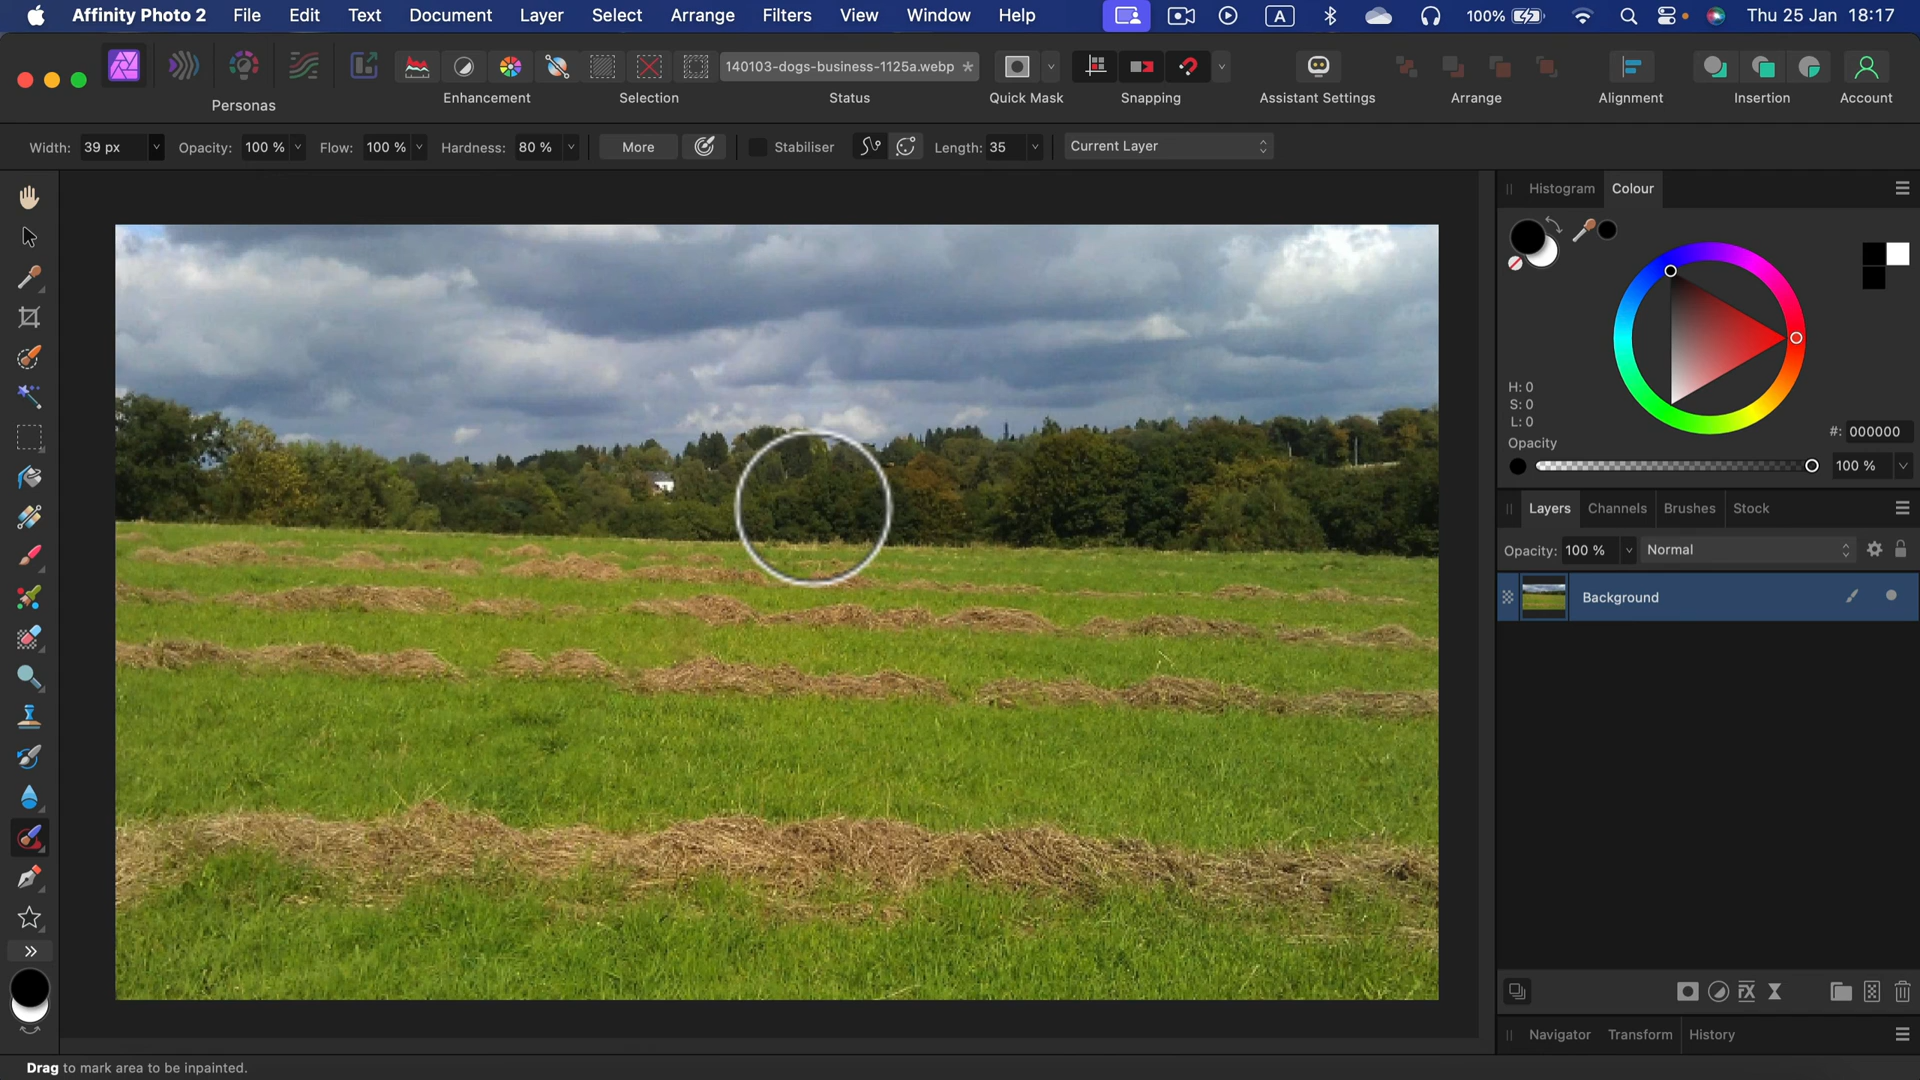 Affinity Photo 2 File Edit Text Document Layer Select Arrange Filters View Window Help A 100% Thu 25 Jan 18:17
140103-dogs-business-1125a.webp *
Personas Enhancement Selection Status Quick Mask Snapping Assistant Settings Arrange Alignment Insertion Account
Width: 39 px Opacity: 100 % Flow: 100 % Hardness: 80 % More Stabiliser Length: 35 Current Layer
Histogram Colour
H: 0
S: 0
L: 0
#: 000000
Opacity
100 %
Layers Channels Brushes Stock
Opacity: 100 % Normal
Background
Navigator Transform History
Drag to mark area to be inpainted.